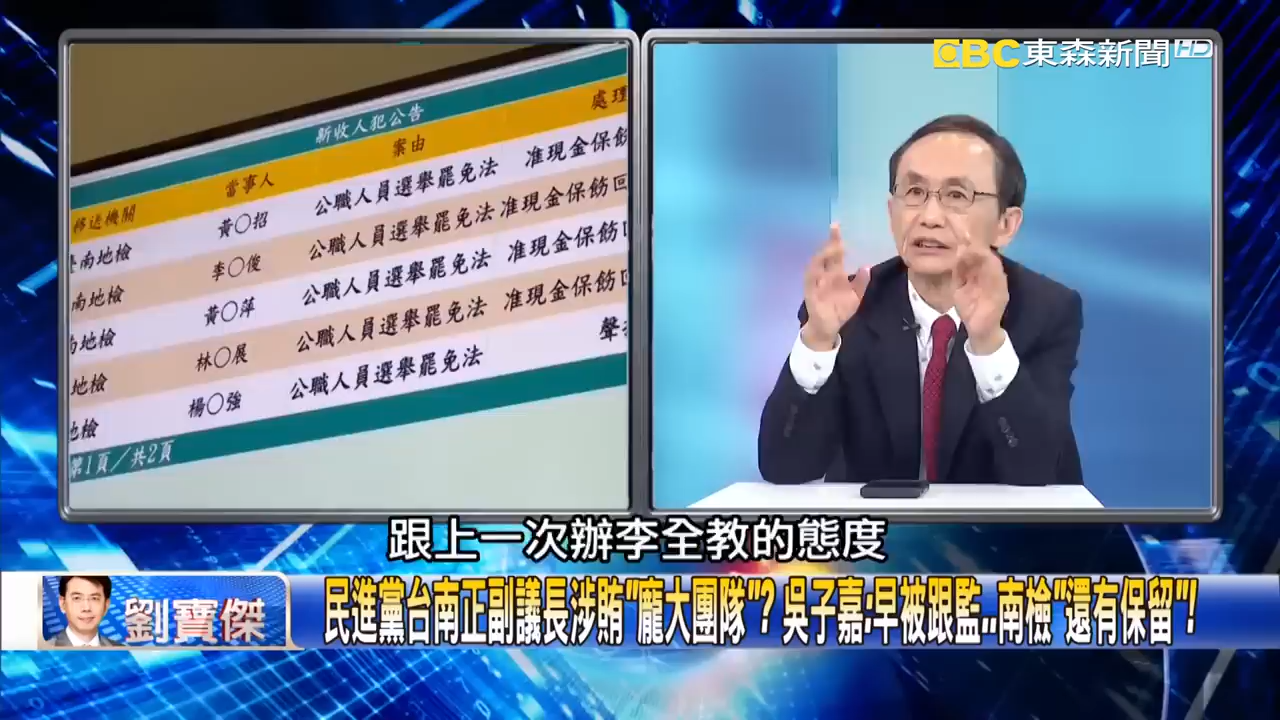 EBC 東森新聞 HD
新收人犯公告
移送機關 當事人 案由 處理
臺南地檢 黃○招 公職人員選舉罷免法 准現金保飭
南地檢 李○俊 公職人員選舉罷免法 准現金保飭回
南地檢 黃○萍 公職人員選舉罷免法 准現金保飭回
地檢 林○展 公職人員選舉罷免法 准現金保飭回
地檢 楊○強 公職人員選舉罷免法 聲
第1頁／共2頁
跟上一次辦李全教的態度
劉寶傑
民進黨台南正副議長涉賄"龐大團隊"? 吳子嘉:早被跟監..南檢"還有保留"!